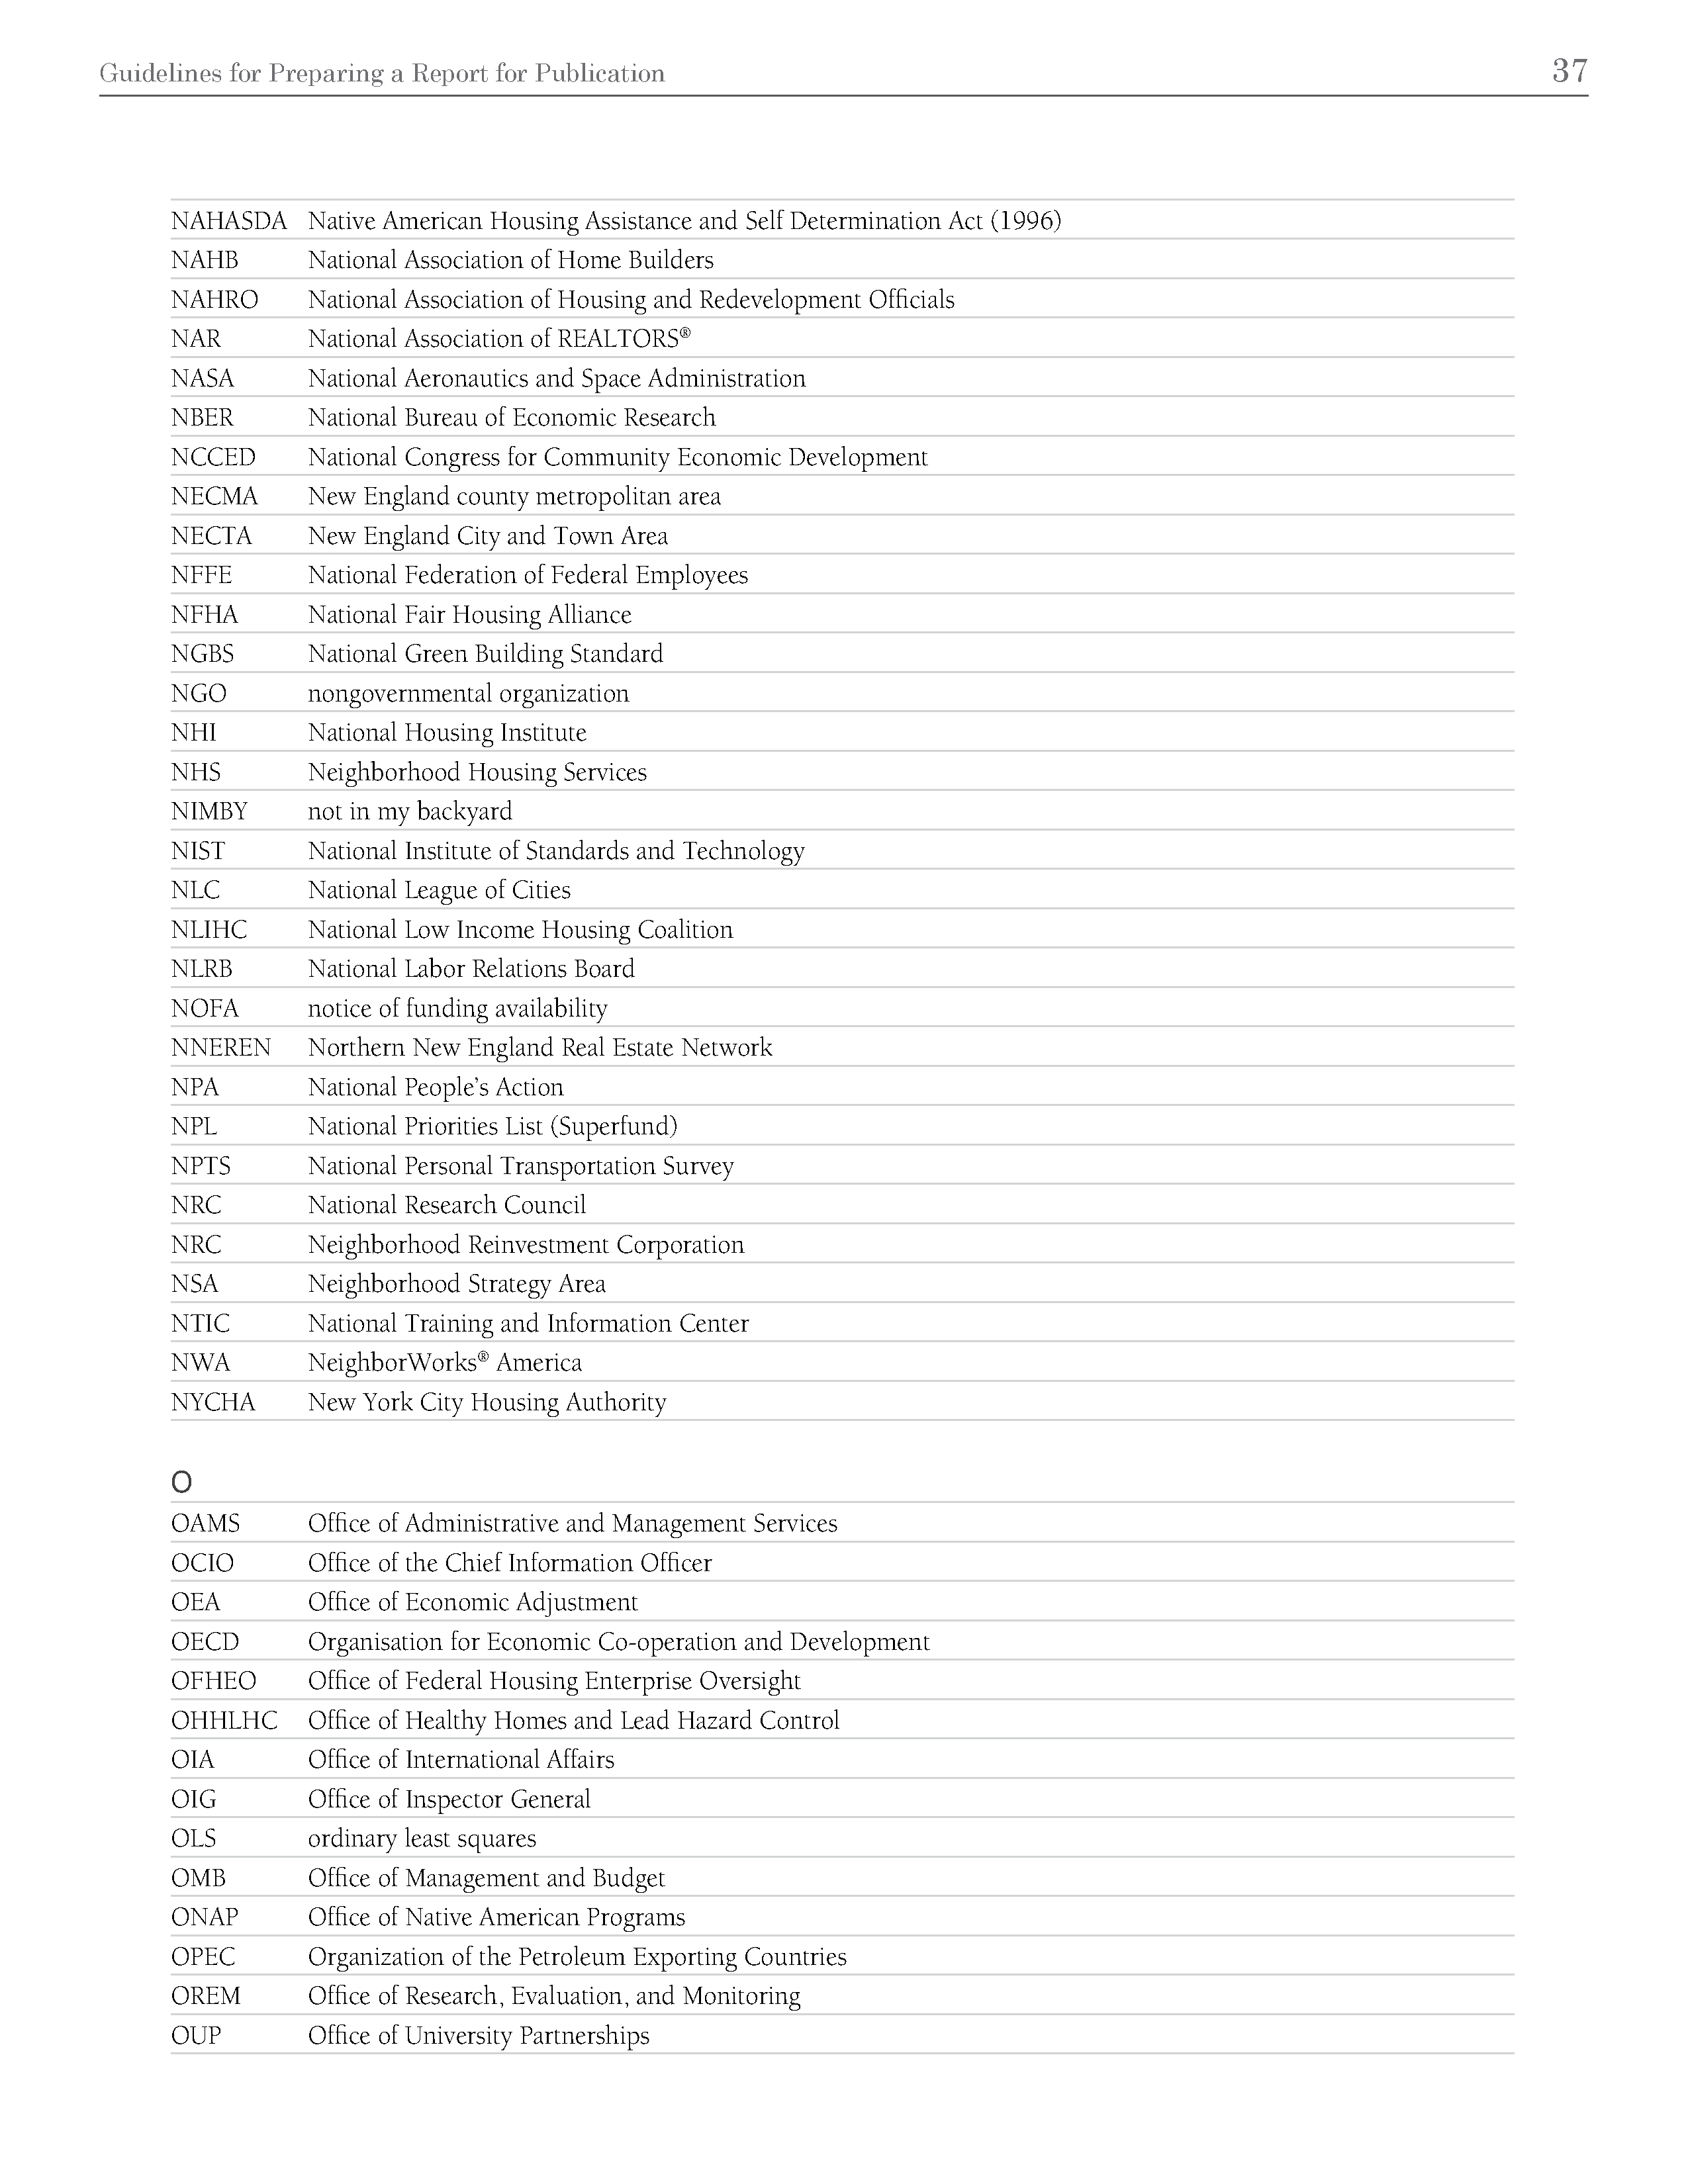 Guidelines for Preparing a Report for Publication 37
NAHASDA Native American Housing Assistance and Self Determination Act (1996)
NAHB National Association of Home Builders
NAHRO National Association of Housing and Redevelopment Officials
NAR National Association of REALTORS®
NASA National Aeronautics and Space Administration
NBER National Bureau of Economic Research
NCCED National Congress for Community Economic Development
NECMA New England county metropolitan area
NECTA New England City and Town Area
NFFE National Federation of Federal Employees
NFHA National Fair Housing Alliance
NGBS National Green Building Standard
NGO nongovernmental organization
NHI National Housing Institute
NHS Neighborhood Housing Services
NIMBY not in my backyard
NIST National Institute of Standards and Technology
NLC National League of Cities
NLIHC National Low Income Housing Coalition
NLRB National Labor Relations Board
NOFA notice of funding availability
NNEREN Northern New England Real Estate Network
NPA National People's Action
NPL National Priorities List (Superfund)
NPTS National Personal Transportation Survey
NRC National Research Council
NRC Neighborhood Reinvestment Corporation
NSA Neighborhood Strategy Area
NTIC National Training and Information Center
NWA NeighborWorks® America
NYCHA New York City Housing Authority
O
OAMS Office of Administrative and Management Services
OCIO Office of the Chief Information Officer
OEA Office of Economic Adjustment
OECD Organisation for Economic Co-operation and Development
OFHEO Office of Federal Housing Enterprise Oversight
OHHLHC Office of Healthy Homes and Lead Hazard Control
OIA Office of International Affairs
OIG Office of Inspector General
OLS ordinary least squares
OMB Office of Management and Budget
ONAP Office of Native American Programs
OPEC Organization of the Petroleum Exporting Countries
OREM Office of Research, Evaluation, and Monitoring
OUP Office of University Partnerships